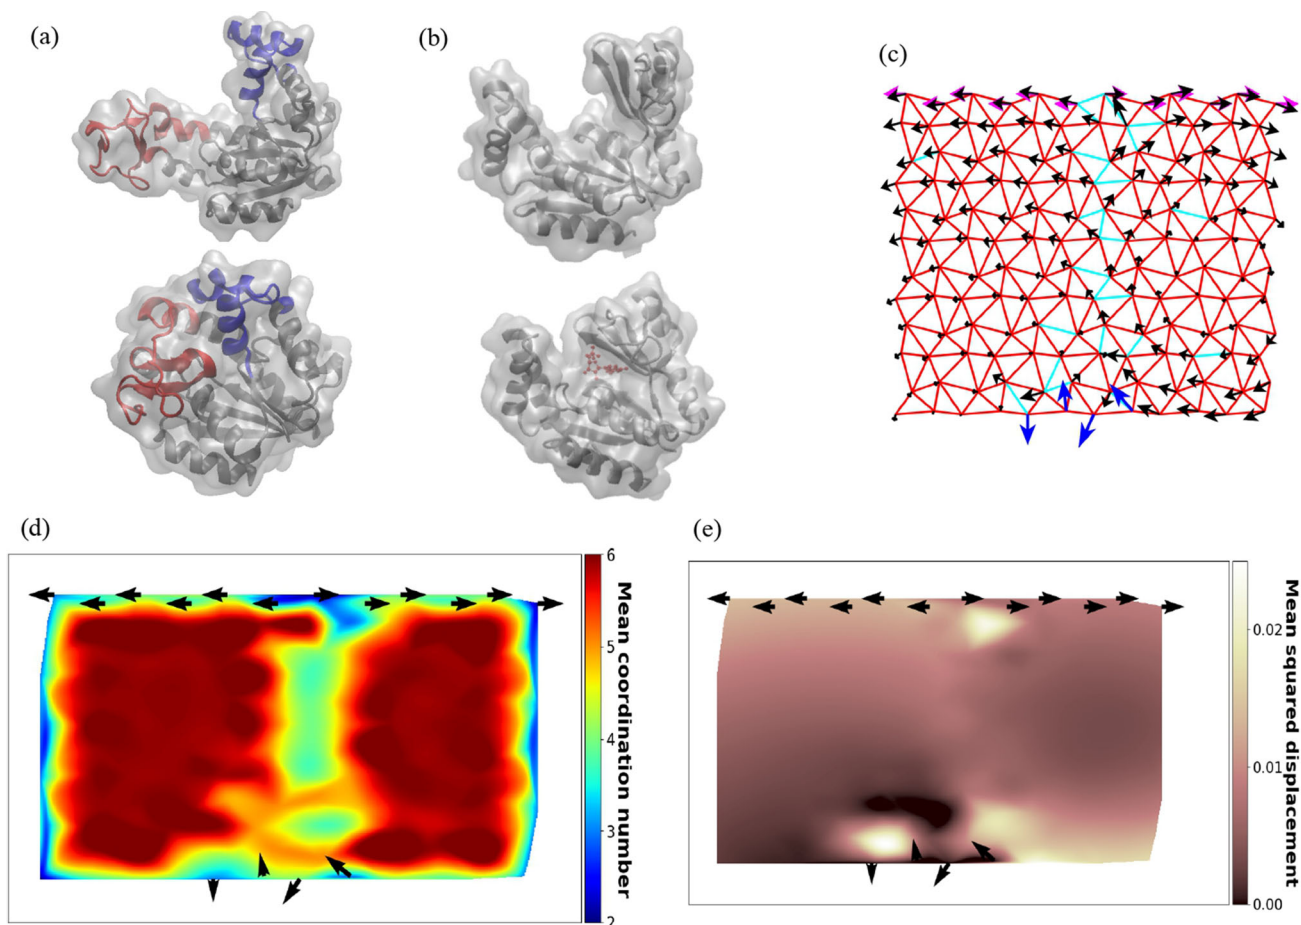 (a)
(b)
(c)
(d)
(e)
6
5
4
3
2
Mean coordination number
0.02
0.01
0.00
Mean squared displacement